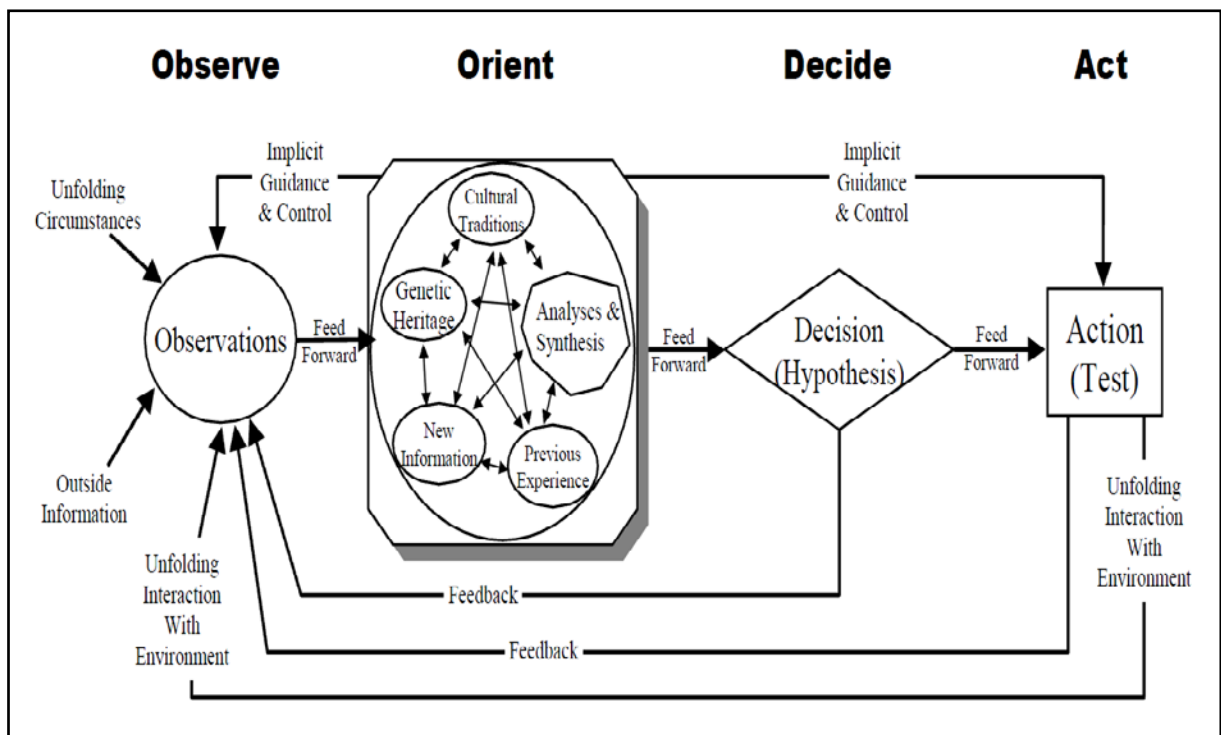 Observe
Orient
Decide
Act
Implicit
Guidance
& Control
Implicit
Guidance
& Control
Unfolding
Circumstances
Cultural
Traditions
Genetic
Heritage
Analyses &
Synthesis
New
Information
Previous
Experience
Observations
Feed
Forward
Feed
Forward
Decision
(Hypothesis)
Feed
Forward
Action
(Test)
Outside
Information
Unfolding
Interaction
With
Environment
Feedback
Feedback
Unfolding
Interaction
With
Environment